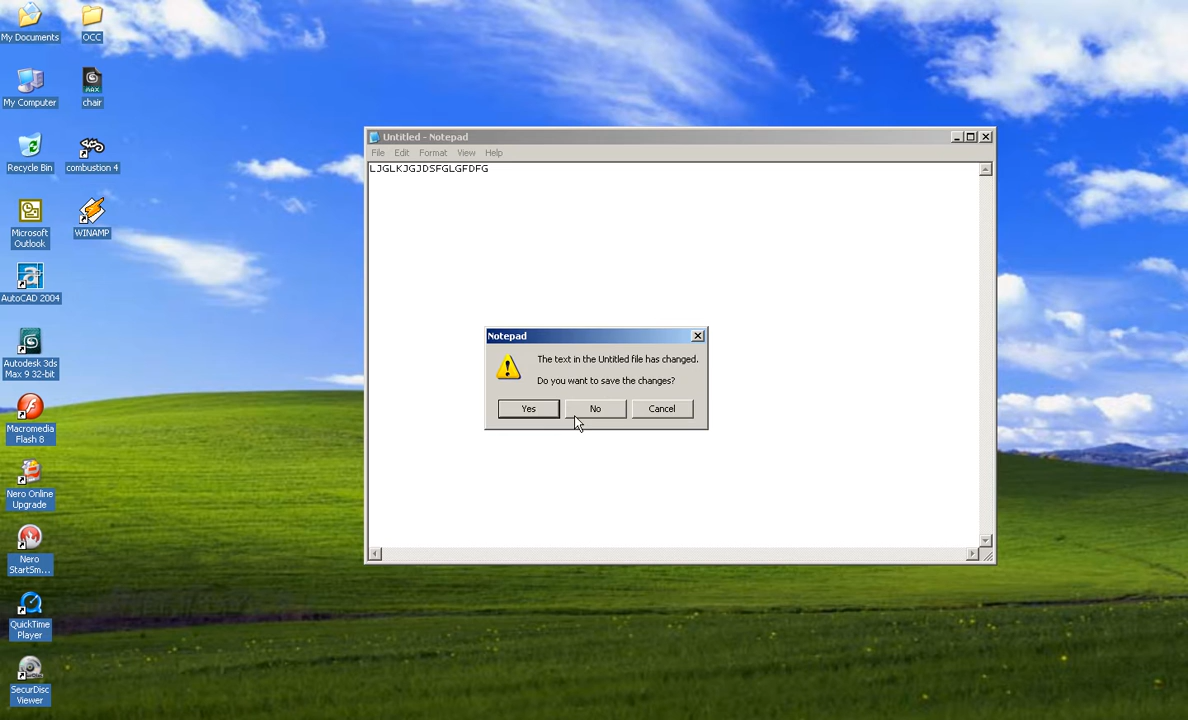 My Documents
OCC
My Computer
chair
MAX
Recycle Bin
combustion 4
Microsoft
Outlook
WINAMP
AutoCAD 2004
Autodesk 3ds
Max 9 32-bit
Macromedia
Flash 8
Nero Online
Upgrade
Nero
StartSm...
QuickTime
Player
SecurDisc
Viewer
Untitled - Notepad
File Edit Format View Help
LJGLKJGJDSFGLGFDFG
Notepad
The text in the Untitled file has changed.
Do you want to save the changes?
Yes No Cancel